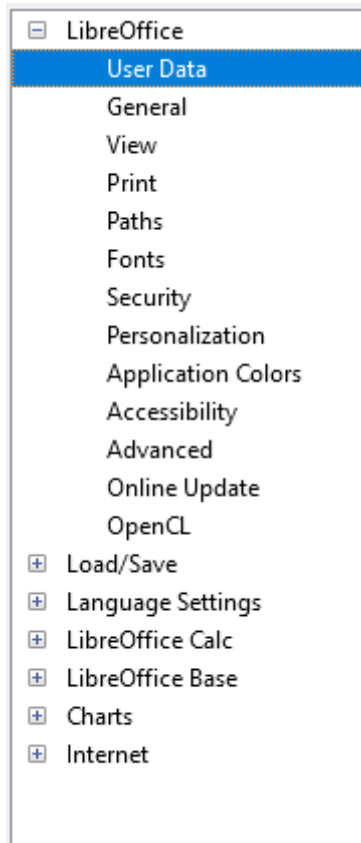 LibreOffice
User Data
General
View
Print
Paths
Fonts
Security
Personalization
Application Colors
Accessibility
Advanced
Online Update
OpenCL
Load/Save
Language Settings
LibreOffice Calc
LibreOffice Base
Charts
Internet